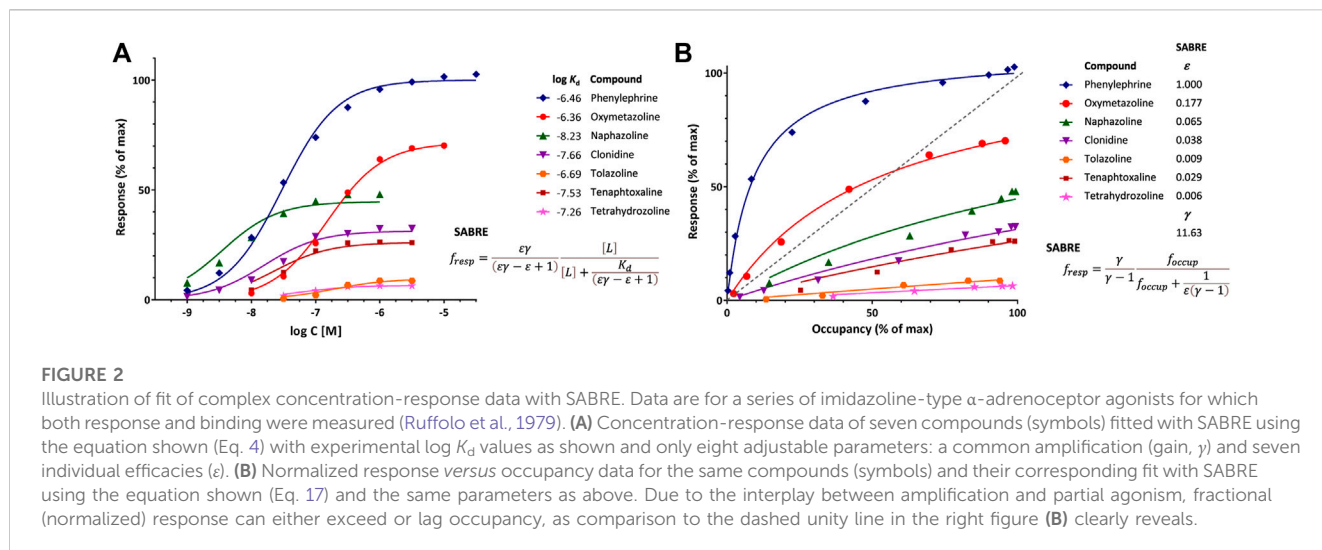 A
Response (% of max)
100
50
0
-9
-8
-7
-6
-5
log C [M]
log Kd Compound
-6.46 Phenylephrine
-6.36 Oxymetazoline
-8.23 Naphazoline
-7.66 Clonidine
-6.69 Tolazoline
-7.53 Tenaphtoxaline
-7.26 Tetrahydrozoline
SABRE
fresp = εγ/(εγ − ε + 1) [L]/([L] + Kd/(εγ − ε + 1))
B
Response (% of max)
100
50
0
0
50
100
Occupancy (% of max)
SABRE
Compound ε
Phenylephrine 1.000
Oxymetazoline 0.177
Naphazoline 0.065
Clonidine 0.038
Tolazoline 0.009
Tenaphtoxaline 0.029
Tetrahydrozoline 0.006
γ
11.63
SABRE
fresp = γ/(γ − 1) foccup/(foccup + 1/(ε(γ − 1)))
FIGURE 2
Illustration of fit of complex concentration-response data with SABRE. Data are for a series of imidazoline-type α-adrenoceptor agonists for which
both response and binding were measured (Ruffolo et al., 1979). (A) Concentration-response data of seven compounds (symbols) fitted with SABRE using
the equation shown (Eq. 4) with experimental log Kd values as shown and only eight adjustable parameters: a common amplification (gain, γ) and seven
individual efficacies (ε). (B) Normalized response versus occupancy data for the same compounds (symbols) and their corresponding fit with SABRE
using the equation shown (Eq. 17) and the same parameters as above. Due to the interplay between amplification and partial agonism, fractional
(normalized) response can either exceed or lag occupancy, as comparison to the dashed unity line in the right figure (B) clearly reveals.